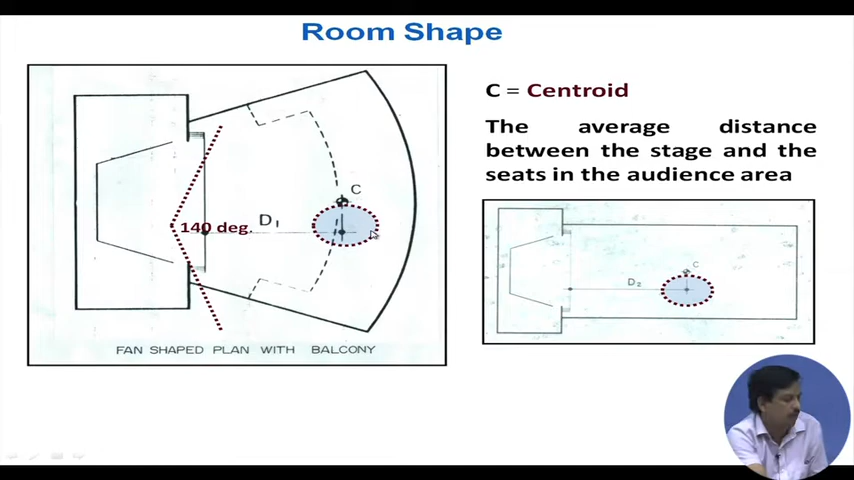 Room Shape
C
D1
140 deg.
FAN SHAPED PLAN WITH BALCONY
C = Centroid
The average distance
between the stage and the
seats in the audience area
C
D2